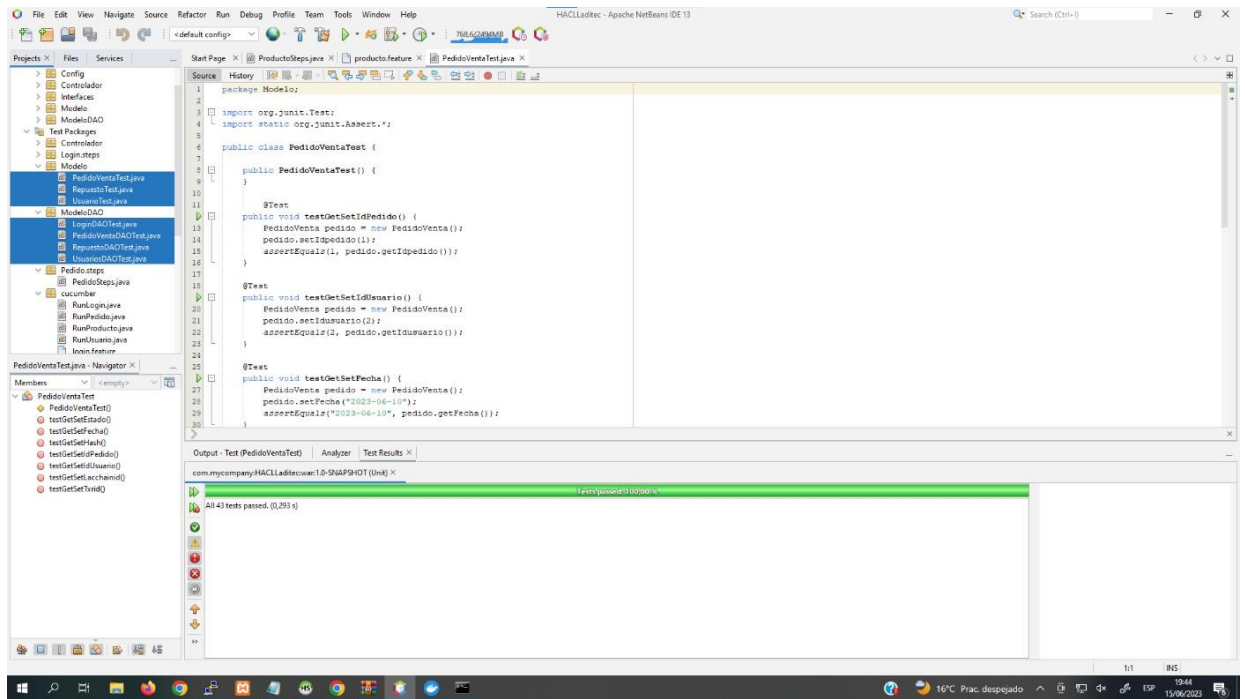 File Edit View Navigate Source Refactor Run Debug Profile Team Tools Window Help
HACLLaditec - Apache NetBeans IDE 13
Search (Ctrl+I)
<default config>
768,6/2494MB
Projects Files Services
Start Page ProductoSteps.java producto.feature PedidoVentaTest.java
Config
Controlador
Interfaces
Modelo
ModeloDAO
Test Packages
Controlador
Login.steps
Modelo
PedidoVentaTest.java
RepuestoTest.java
UsuarioTest.java
ModeloDAO
LoginDAOTest.java
PedidoVentaDAOTest.java
RepuestoDAOTest.java
UsuariosDAOTest.java
Pedido.steps
PedidoSteps.java
cucumber
RunLogin.java
RunPedido.java
RunProducto.java
RunUsuario.java
login.feature
Source History
1 package Modelo;
2
3 import org.junit.Test;
4 import static org.junit.Assert.*;
5
6 public class PedidoVentaTest {
7
8 public PedidoVentaTest() {
9 }
10
11 @Test
public void testGetSetIdPedido() {
13 PedidoVenta pedido = new PedidoVenta();
14 pedido.setIdpedido(1);
15 assertEquals(1, pedido.getIdpedido());
16 }
17
18 @Test
public void testGetSetIdUsuario() {
20 PedidoVenta pedido = new PedidoVenta();
21 pedido.setIdusuario(2);
22 assertEquals(2, pedido.getIdusuario());
23 }
24
25 @Test
public void testGetSetFecha() {
27 PedidoVenta pedido = new PedidoVenta();
28 pedido.setFecha("2023-06-10");
29 assertEquals("2023-06-10", pedido.getFecha());
30 }
PedidoVentaTest.java - Navigator
Members <empty>
PedidoVentaTest
PedidoVentaTest()
testGetSetEstado()
testGetSetFecha()
testGetSetHash()
testGetSetIdPedido()
testGetSetIdUsuario()
testGetSetLacchainid()
testGetSetTxrid()
Output - Test (PedidoVentaTest) Analyzer Test Results
com.mycompany:HACLLaditec:war:1.0-SNAPSHOT (Unit)
Tests passed: 100,00 %
All 43 tests passed. (0,293 s)
1:1 INS
16°C Prac. despejado
ESP
19:44
15/06/2023